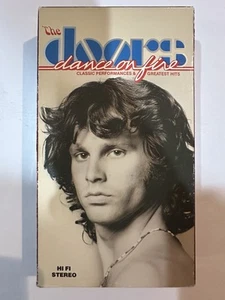 The
doors
dance on fire
CLASSIC PERFORMANCES & GREATEST HITS
HI FI
STEREO